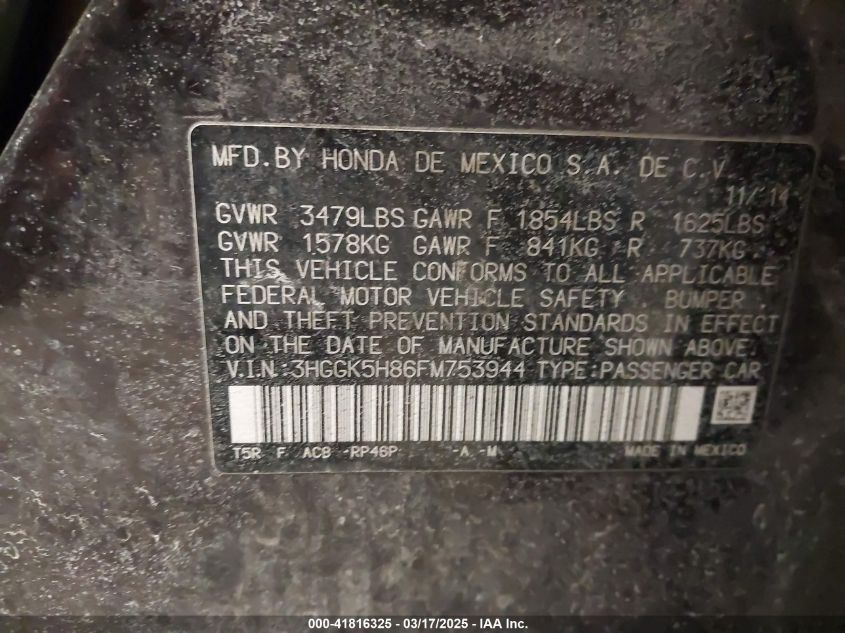 MFD.BY HONDA DE MEXICO S.A. DE C.V.
11/14
GVWR 3479LBS GAWR F 1854LBS R 1625LBS
GVWR 1578KG GAWR F 841KG R 737KG
THIS VEHICLE CONFORMS TO ALL APPLICABLE
FEDERAL MOTOR VEHICLE SAFETY BUMPER
AND THEFT PREVENTION STANDARDS IN EFFECT
ON THE DATE OF MANUFACTURE SHOWN ABOVE.
V.I.N:3HGGK5H86FM753944 TYPE:PASSENGER CAR
T5R F ACB -RP46P -A -M MADE IN MEXICO
000-41816325 - 03/17/2025 - IAA Inc.